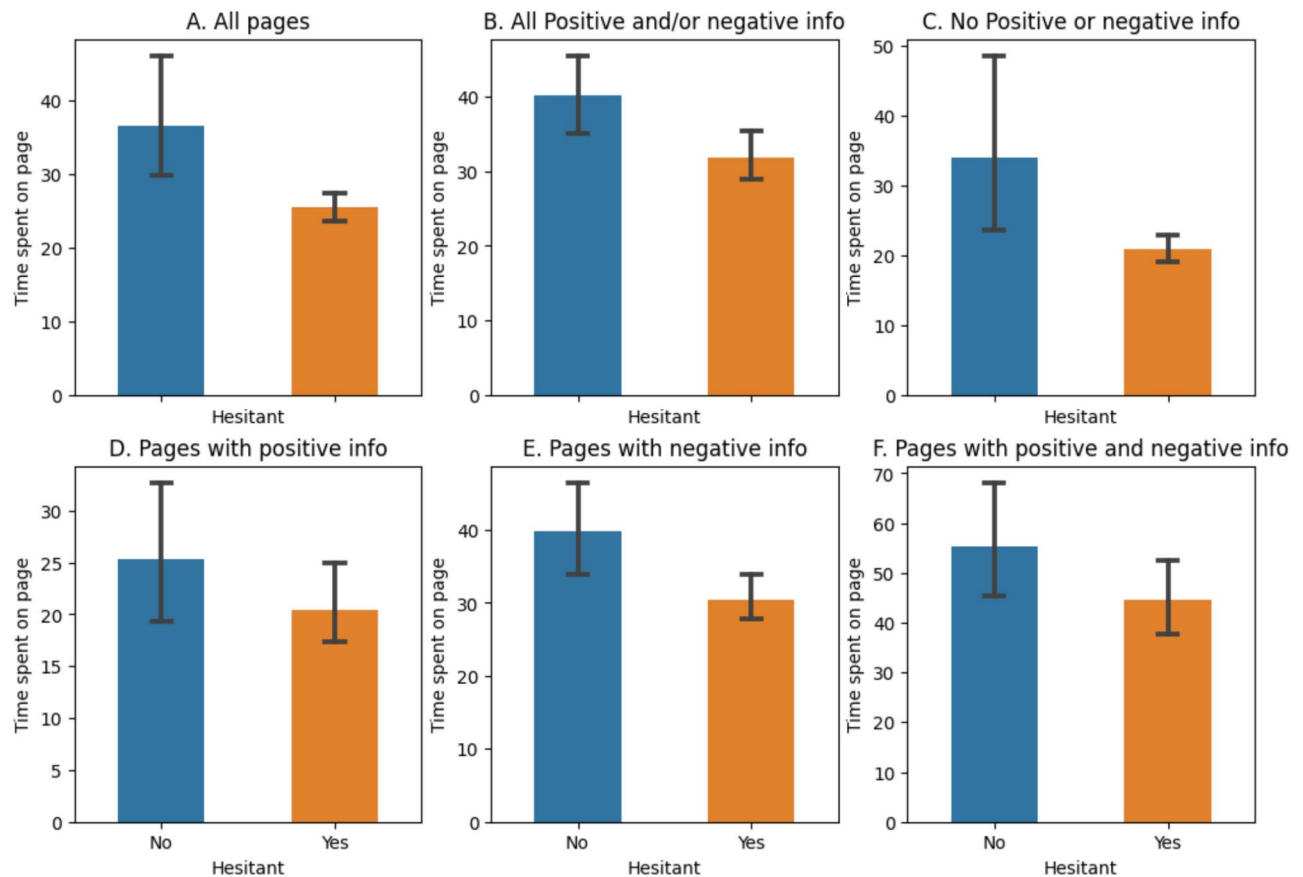 A. All pages
B. All Positive and/or negative info
C. No Positive or negative info
Time spent on page
40
30
20
10
0
Hesitant
Time spent on page
40
30
20
10
0
Hesitant
Time spent on page
50
40
30
20
10
0
Hesitant
D. Pages with positive info
E. Pages with negative info
F. Pages with positive and negative info
Time spent on page
30
25
20
15
10
5
0
No
Yes
Hesitant
Time spent on page
40
30
20
10
0
No
Yes
Hesitant
Time spent on page
70
60
50
40
30
20
10
0
No
Yes
Hesitant